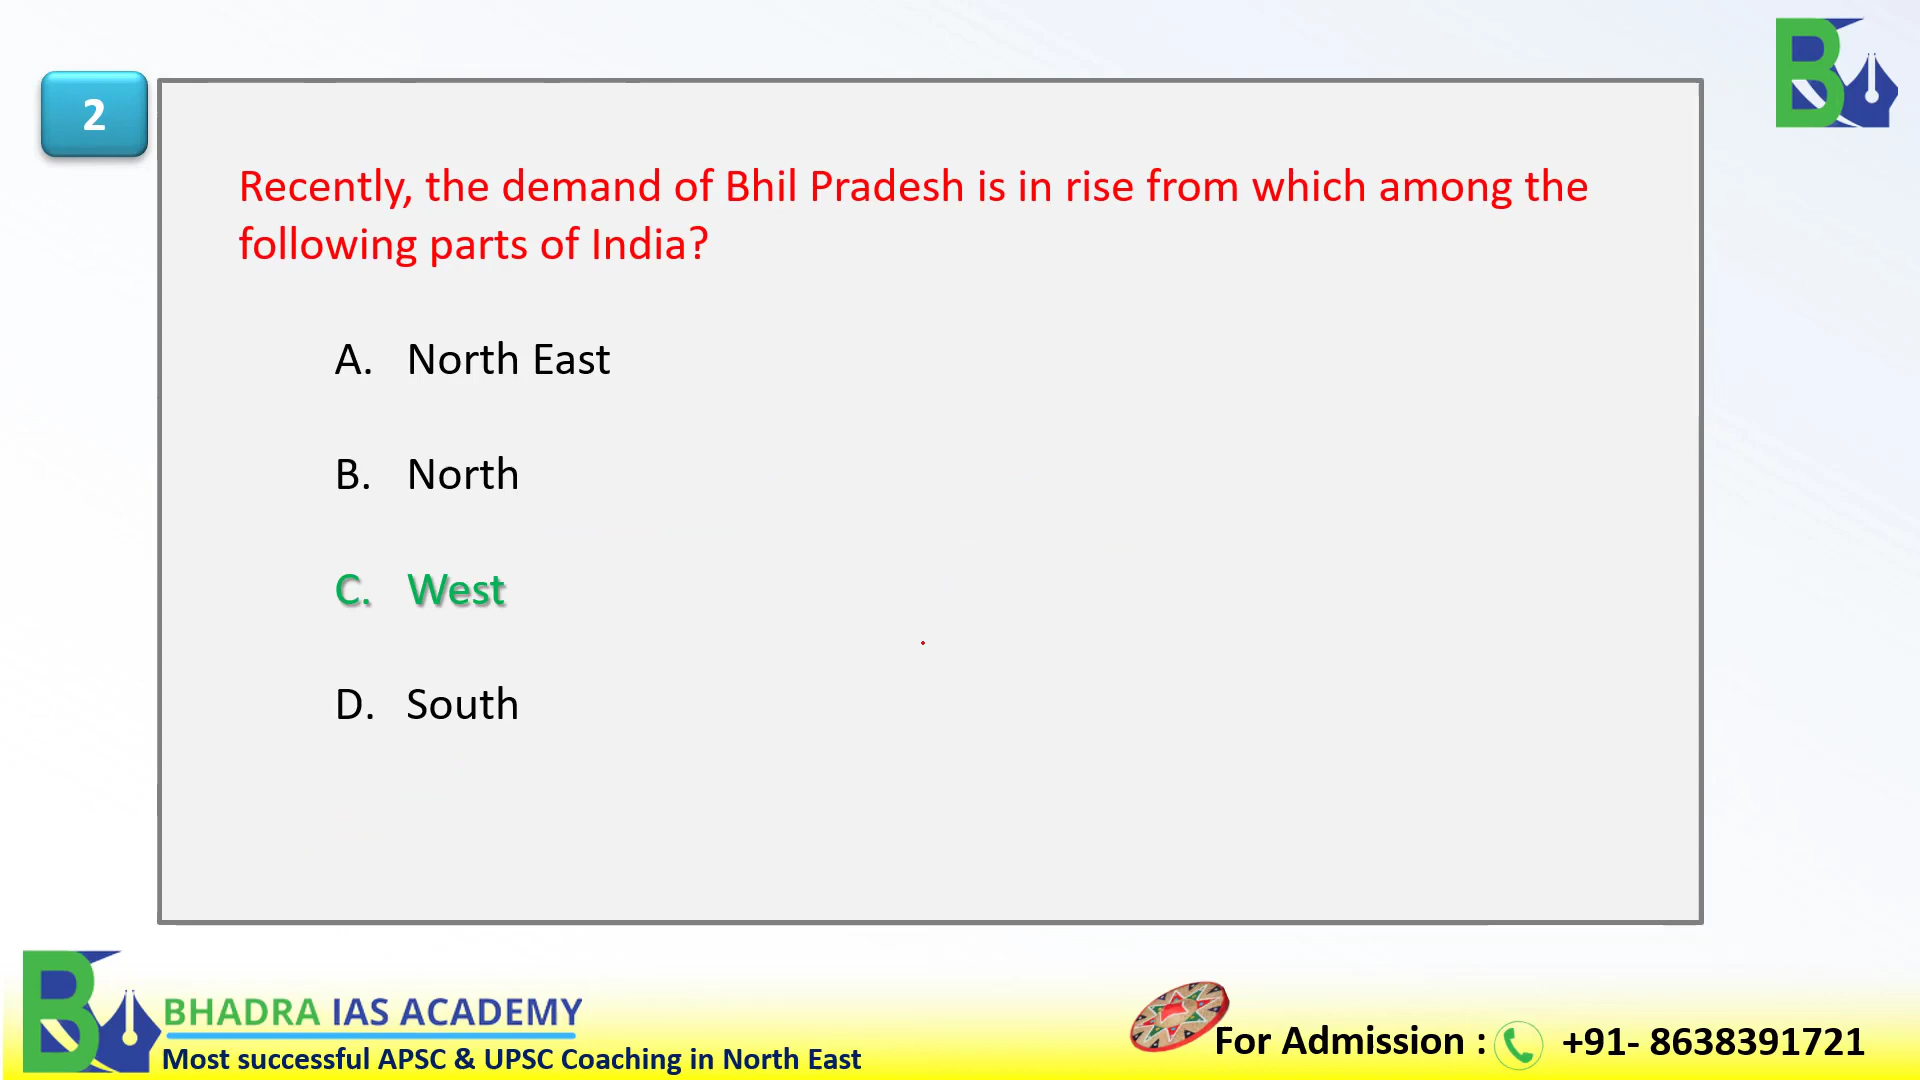 2
Recently, the demand of Bhil Pradesh is in rise from which among the
following parts of India?
A. North East
B. North
C. West
D. South
BHADRA IAS ACADEMY
Most successful APSC & UPSC Coaching in North East
For Admission : +91- 8638391721